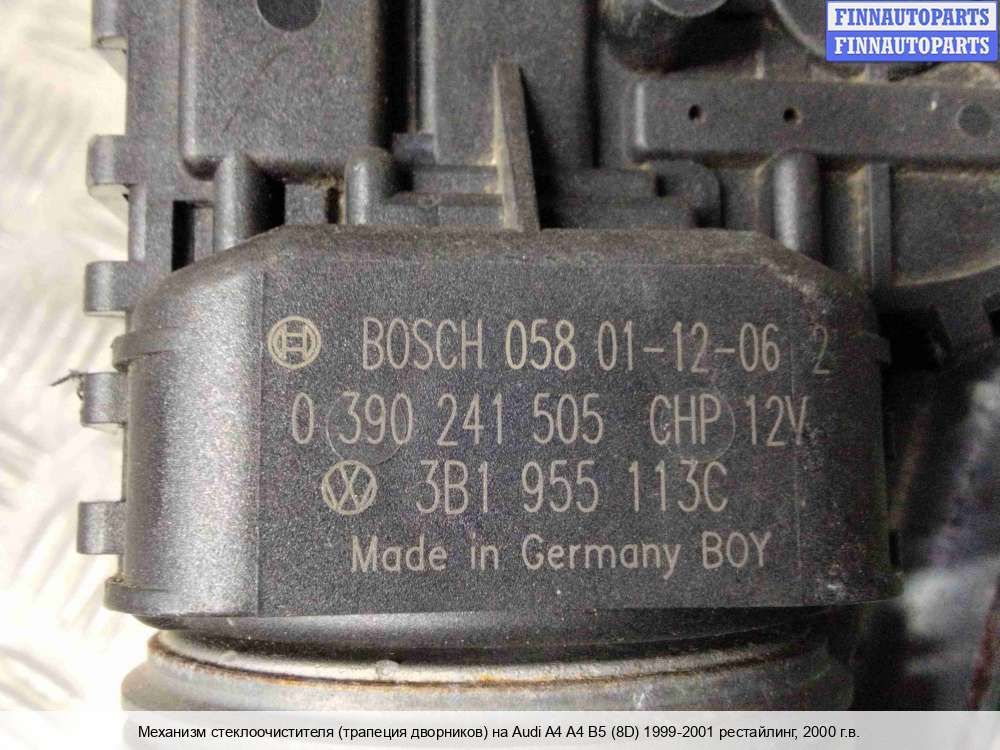 FINNAUTOPARTS
FINNAUTOPARTS
BOSCH 058 01-12-06 2
0 390 241 505 CHP 12V
3B1 955 113C
Made in Germany BOY
Механизм стеклоочистителя (трапеция дворников) на Audi A4 A4 B5 (8D) 1999-2001 рестайлинг, 2000 г.в.